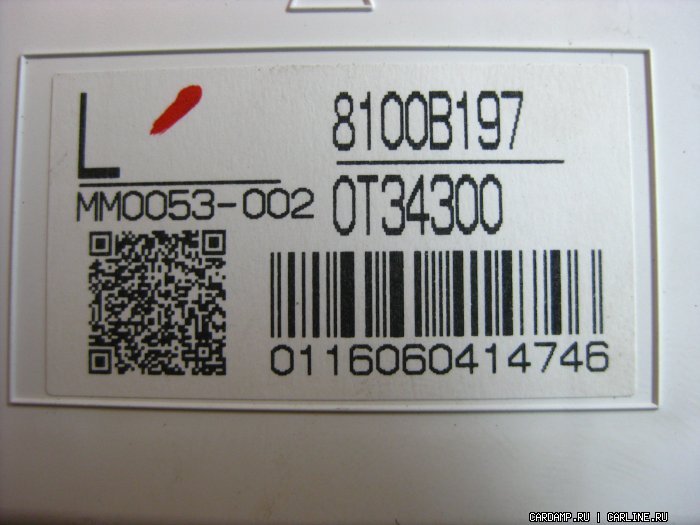 L
8100B197
MM0053-002
0T34300
0116060414746
CARDAMP.RU | CARLINE.RU